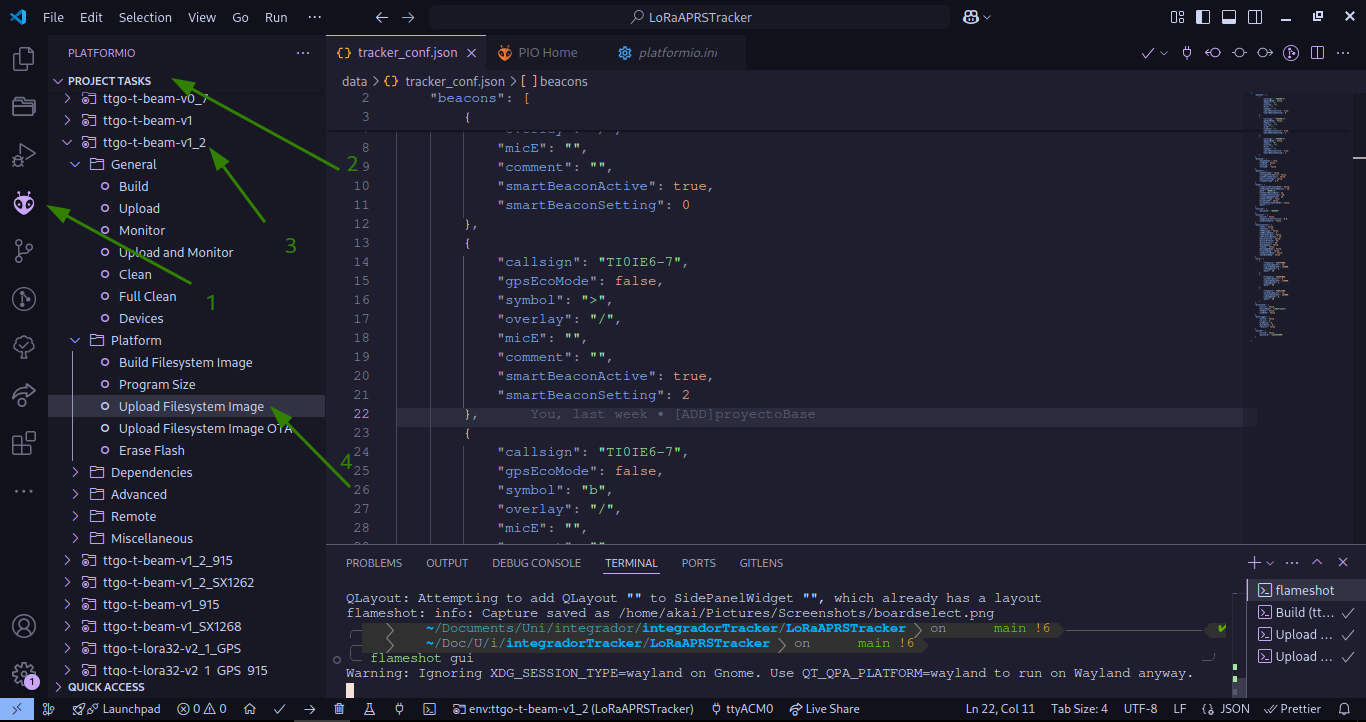 File Edit Selection View Go Run ··· LoRaAPRSTracker
PLATFORMIO ···
PROJECT TASKS
ttgo-t-beam-v0_7
ttgo-t-beam-v1
ttgo-t-beam-v1_2
General
Build
Upload
Monitor
Upload and Monitor
Clean
Full Clean
Devices
Platform
Build Filesystem Image
Program Size
Upload Filesystem Image
Upload Filesystem Image OTA
Erase Flash
Dependencies
Advanced
Remote
Miscellaneous
ttgo-t-beam-v1_2_915
ttgo-t-beam-v1_2_SX1262
ttgo-t-beam-v1_915
ttgo-t-beam-v1_SX1268
ttgo-t-lora32-v2_1_GPS
ttgo-t-lora32-v2_1_GPS_915
QUICK ACCESS
1
2
3
4
1
{} tracker_conf.json PIO Home platformio.ini
data > {} tracker_conf.json > [ ] beacons
2 "beacons": [
3 {
8 "micE": "",
9 "comment": "",
10 "smartBeaconActive": true,
11 "smartBeaconSetting": 0
12 },
13 {
14 "callsign": "TI0IE6-7",
15 "gpsEcoMode": false,
16 "symbol": ">",
17 "overlay": "/",
18 "micE": "",
19 "comment": "",
20 "smartBeaconActive": true,
21 "smartBeaconSetting": 2
22 }, You, last week • [ADD]proyectoBase
23 {
24 "callsign": "TI0IE6-7",
25 "gpsEcoMode": false,
26 "symbol": "b",
27 "overlay": "/",
28 "micE": "",
PROBLEMS OUTPUT DEBUG CONSOLE TERMINAL PORTS GITLENS
QLayout: Attempting to add QLayout "" to SidePanelWidget "", which already has a layout
flameshot: info: Capture saved as /home/akai/Pictures/Screenshots/boardselect.png
~/Documents/Uni/integrador/integradorTracker/LoRaAPRSTracker on main !6
~/Doc/U/i/integradorTracker/LoRaAPRSTracker on main !6
flameshot gui
Warning: Ignoring XDG_SESSION_TYPE=wayland on Gnome. Use QT_QPA_PLATFORM=wayland to run on Wayland anyway.
flameshot
Build (tt...
Upload ...
Upload ...
Launchpad 0 0 env:ttgo-t-beam-v1_2 (LoRaAPRSTracker) ttyACM0 Live Share Ln 22, Col 11 Tab Size: 4 UTF-8 LF {} JSON Prettier